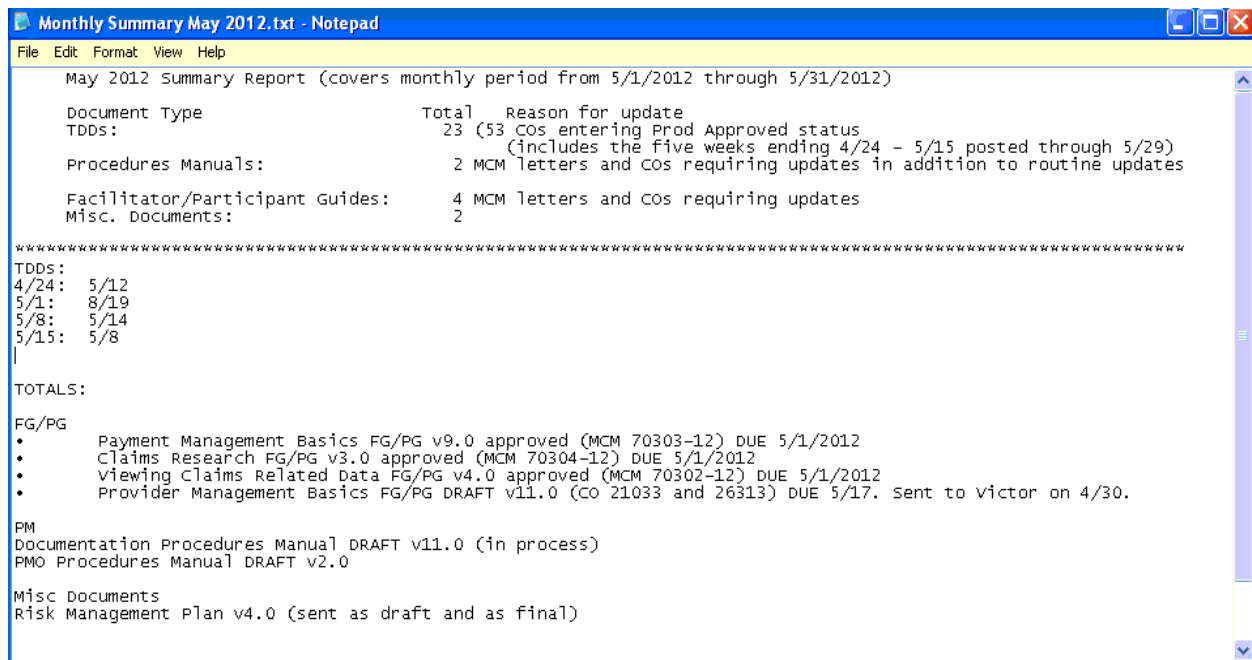 Monthly Summary May 2012.txt - Notepad
File Edit Format View Help
May 2012 Summary Report (covers monthly period from 5/1/2012 through 5/31/2012)
Document Type Total Reason for update
TDDs: 23 (53 COs entering Prod Approved status
(includes the five weeks ending 4/24 - 5/15 posted through 5/29)
Procedures Manuals: 2 MCM letters and COs requiring updates in addition to routine updates
Facilitator/Participant Guides: 4 MCM letters and COs requiring updates
Misc. Documents: 2
****************************************************************************************************************
TDDs:
4/24: 5/12
5/1: 8/19
5/8: 5/14
5/15: 5/8
TOTALS:
FG/PG
• Payment Management Basics FG/PG v9.0 approved (MCM 70303-12) DUE 5/1/2012
• Claims Research FG/PG v3.0 approved (MCM 70304-12) DUE 5/1/2012
• Viewing Claims Related Data FG/PG v4.0 approved (MCM 70302-12) DUE 5/1/2012
• Provider Management Basics FG/PG DRAFT v11.0 (CO 21033 and 26313) DUE 5/17. Sent to Victor on 4/30.
PM
Documentation Procedures Manual DRAFT v11.0 (in process)
PMO Procedures Manual DRAFT v2.0
Misc Documents
Risk Management Plan v4.0 (sent as draft and as final)